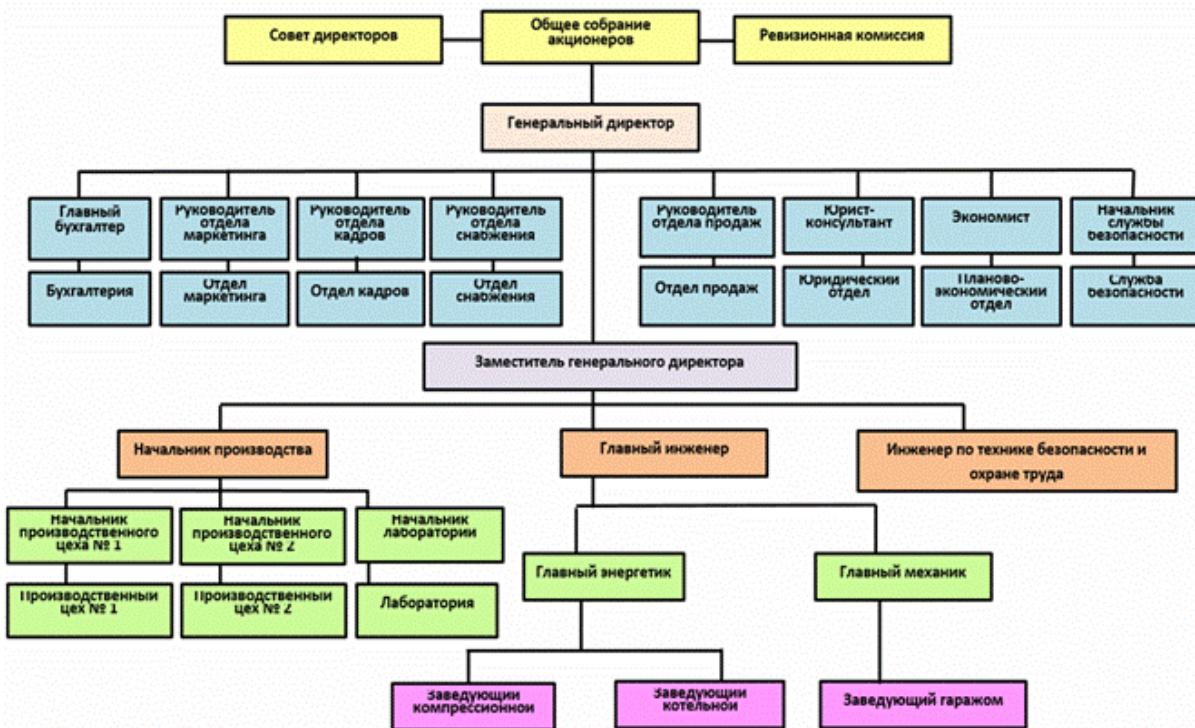 Совет директоров
Общее собрание
акционеров
Ревизионная комиссия
Генеральный директор
Главный
бухгалтер
Руководитель
отдела
маркетинга
Руководитель
отдела
кадров
Руководитель
отдела
снабжения
Руководитель
отдела продаж
Юрист-
консультант
Экономист
Начальник
службы
безопасности
Бухгалтерия
Отдел
маркетинга
Отдел кадров
Отдел
снабжения
Отдел продаж
Юридический
отдел
Планово-
экономический
отдел
Служба
безопасности
Заместитель генерального директора
Начальник производства
Главный инженер
Инженер по технике безопасности и
охране труда
Начальник
производственного
цеха № 1
Начальник
производственного
цеха № 2
Начальник
лаборатории
Главный энергетик
Главный механик
Производственный
цех № 1
Производственный
цех № 2
Лаборатория
Заведующий
компрессионной
Заведующий
котельной
Заведующий гаражом